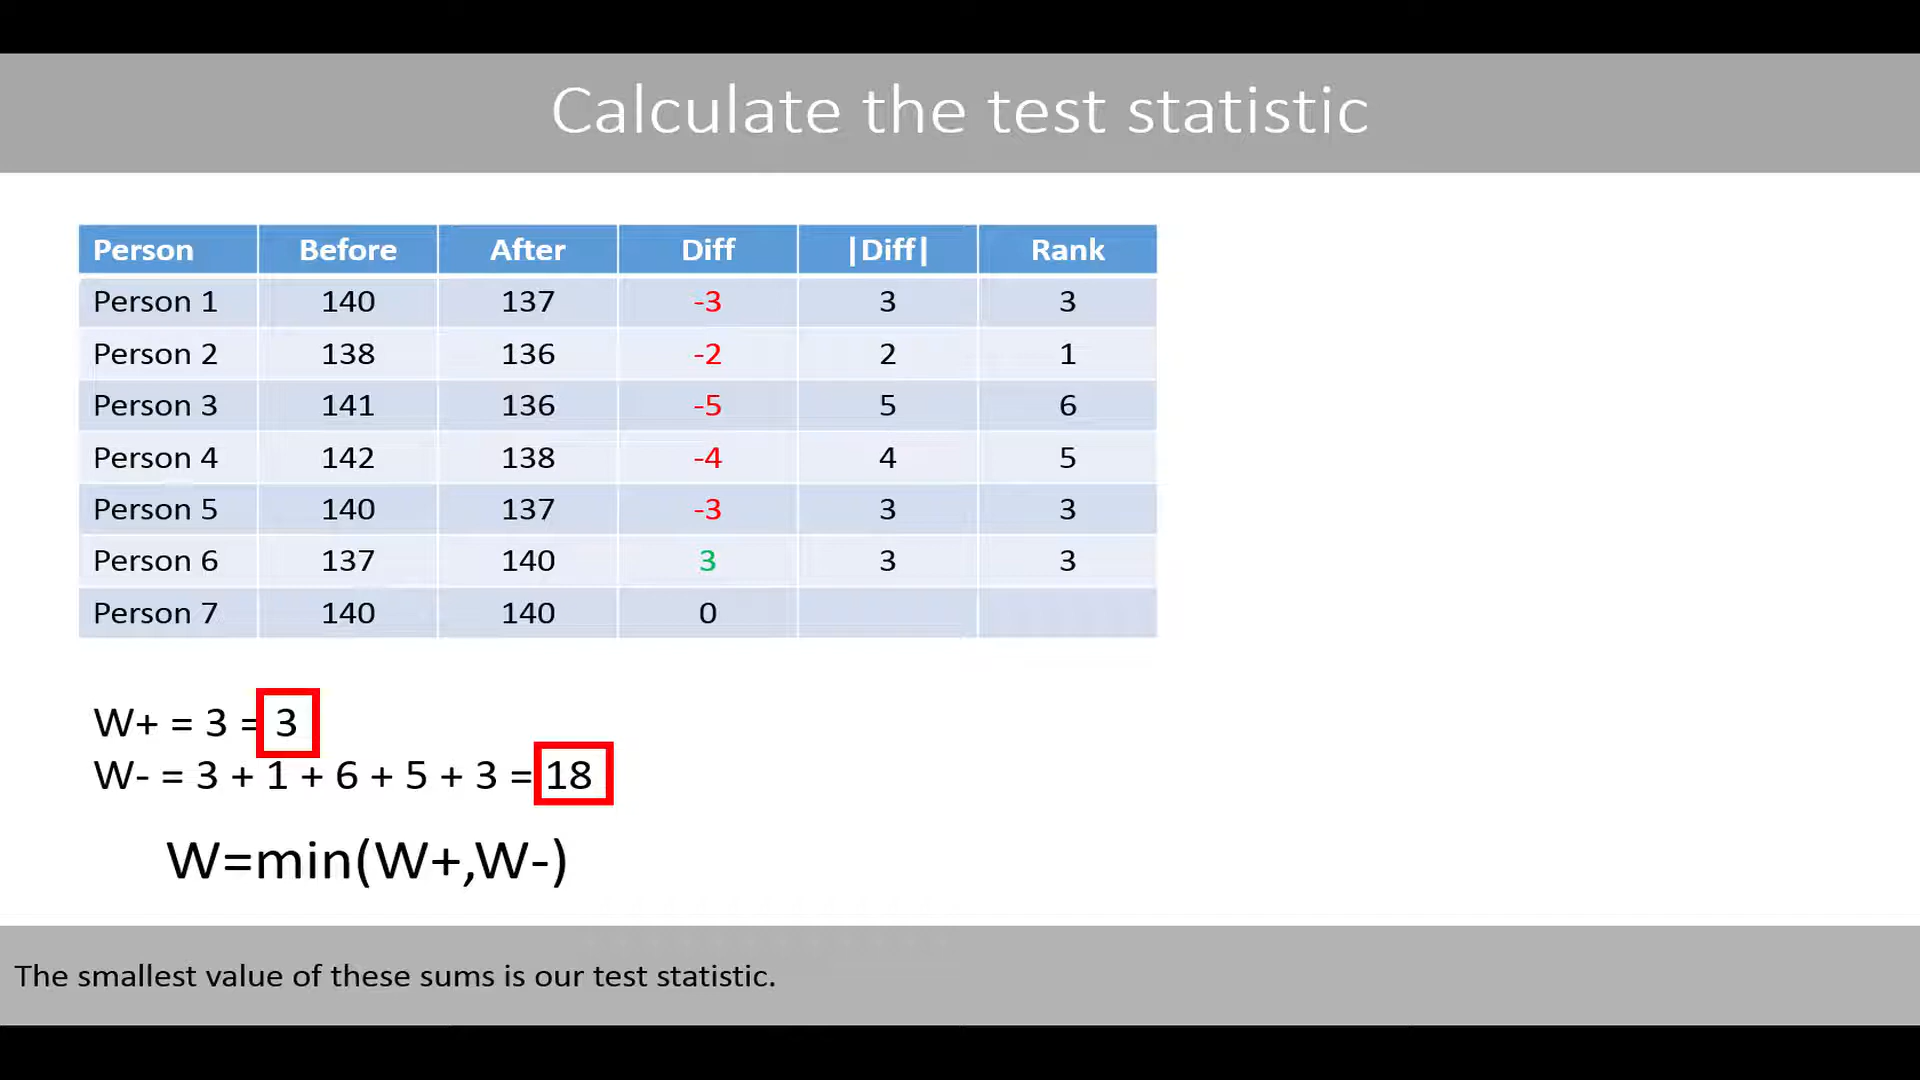 Calculate the test statistic
Person Before After Diff |Diff| Rank
Person 1 140 137 -3 3 3
Person 2 138 136 -2 2 1
Person 3 141 136 -5 5 6
Person 4 142 138 -4 4 5
Person 5 140 137 -3 3 3
Person 6 137 140 3 3 3
Person 7 140 140 0
W+ = 3 = 3
W- = 3 + 1 + 6 + 5 + 3 = 18
W=min(W+,W-)
The smallest value of these sums is our test statistic.